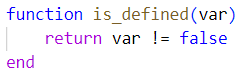 function is_defined(var)
    return var != false
end